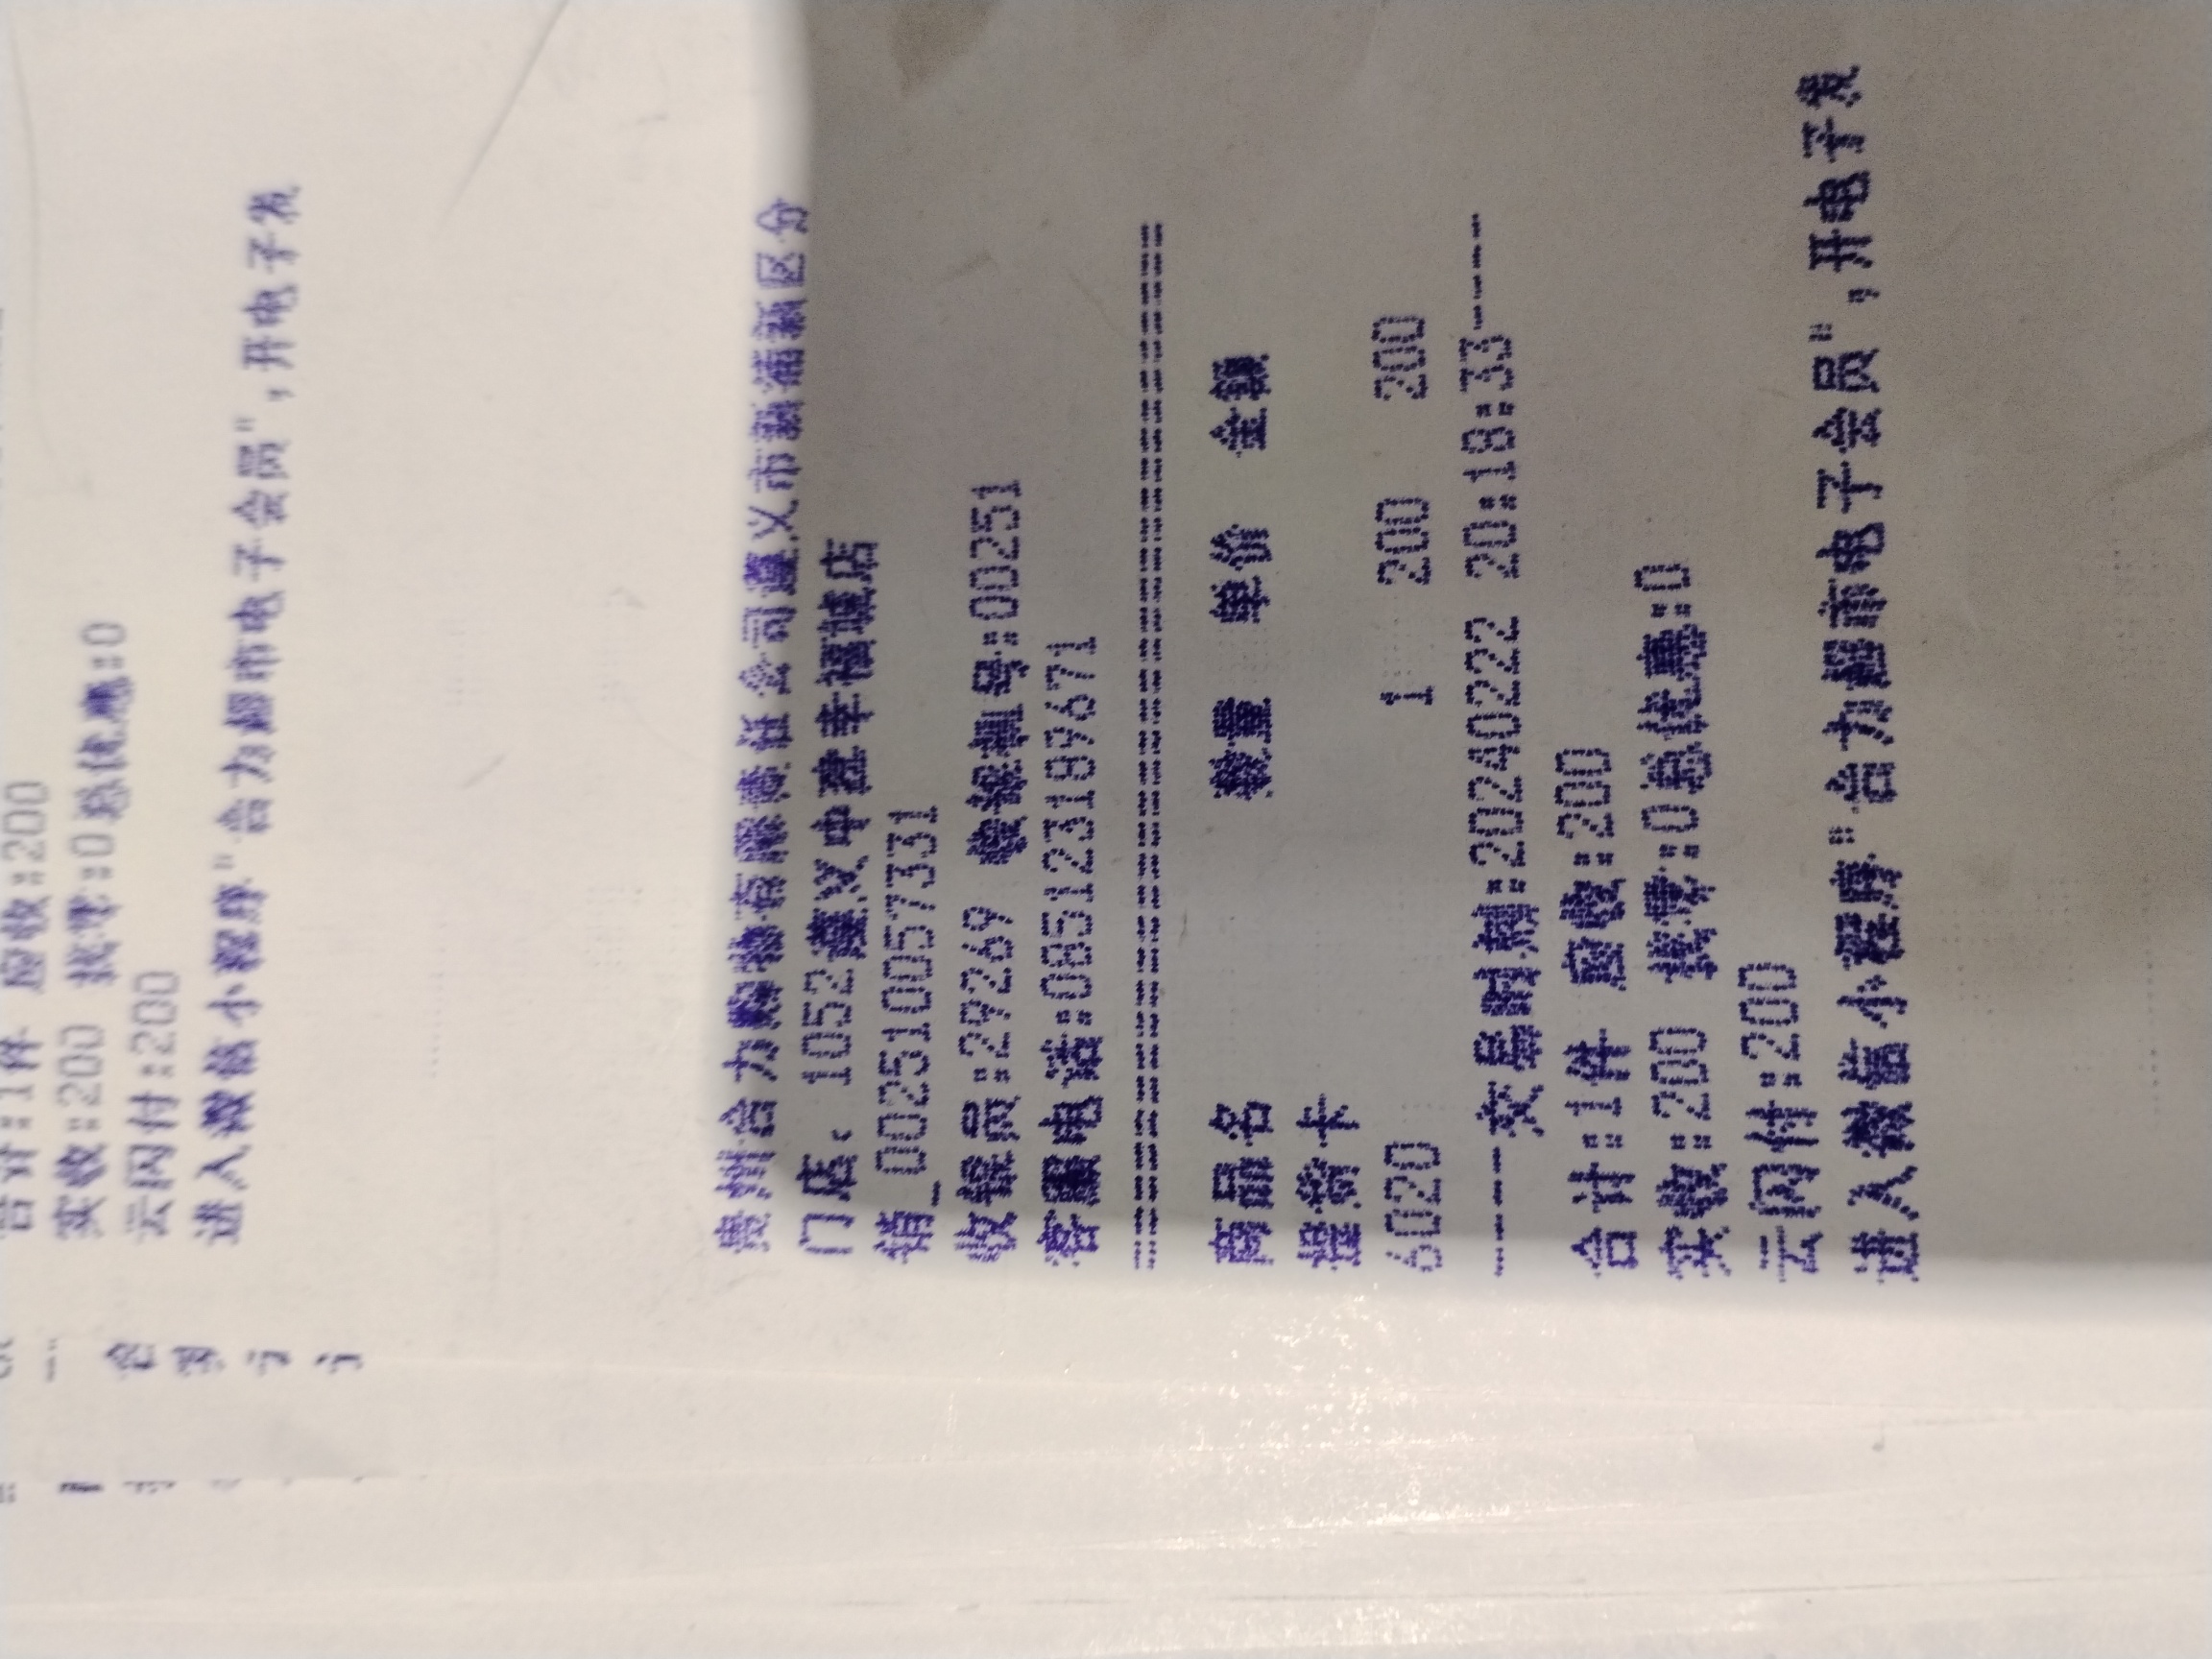 合计:1件 应收:200
实收:200 找零:0总优惠:0
云闪付:200
进入微信小程序"合力超市电子会员",开电子发
贵州合力购物有限责任公司遵义市新蒲新区分
门店: 1052遵义中建幸福城店
销_002510057331
收银员:29269 收银机号:00251
客服电话:085123189671
商品名 数量 单价 金额
提货卡
6020 1 200 200
-----交易时期:20240222 20:18:33-----
合计:1件 应收:200
实收:200 找零:0总优惠:0
云闪付:200
进入微信小程序"合力超市电子会员",开电子发